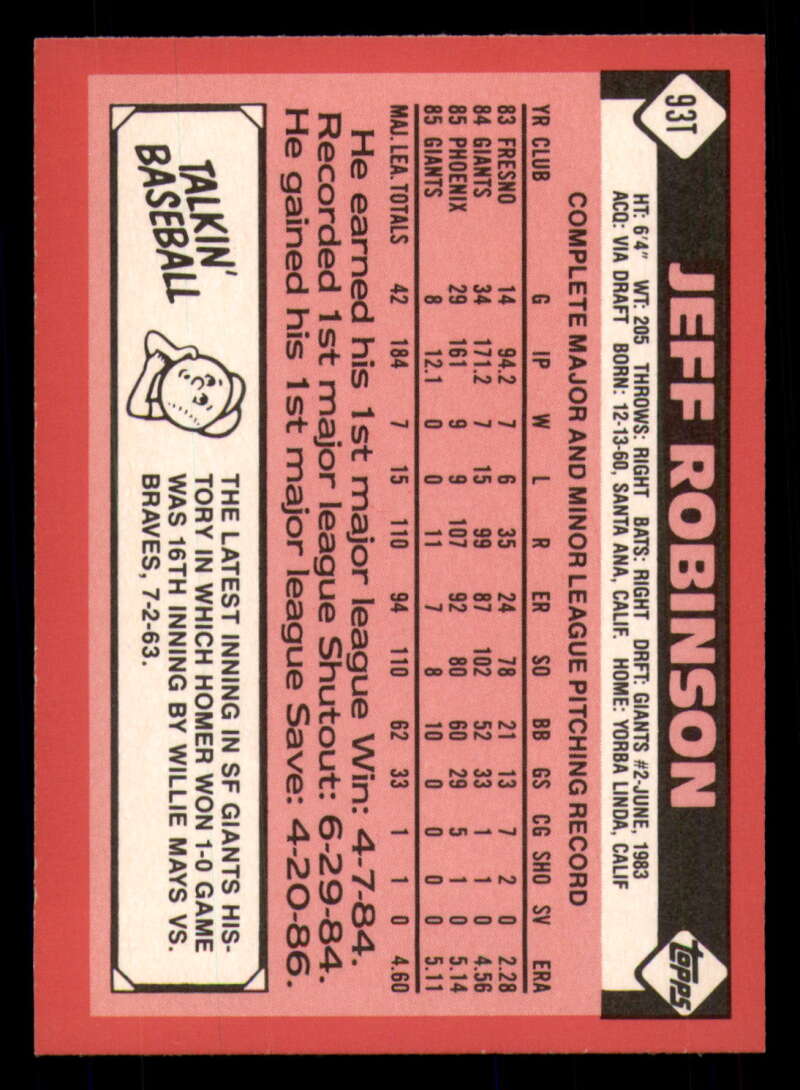 93T
JEFF ROBINSON
topps
HT: 6'4" WT: 205 THROWS: RIGHT BATS: RIGHT DRFT: GIANTS #2-JUNE, 1983
ACQ: VIA DRAFT BORN: 12-13-60, SANTA ANA, CALIF. HOME: YORBA LINDA, CALIF
COMPLETE MAJOR AND MINOR LEAGUE PITCHING RECORD
YR CLUB G IP W L R ER SO BB GS CG SHO SV ERA
83 FRESNO 14 94.2 7 6 35 24 78 21 13 7 2 0 2.28
84 GIANTS 34 171.2 7 15 99 87 102 52 33 1 1 0 4.56
85 PHOENIX 29 161 9 9 107 92 80 60 29 5 1 0 5.14
85 GIANTS 8 12.1 0 0 11 7 8 10 0 0 0 0 5.11
MAJ. LEA. TOTALS 42 184 7 15 110 94 110 62 33 1 1 0 4.60
He earned his 1st major league Win: 4-7-84.
Recorded 1st major league Shutout: 6-29-84.
He gained his 1st major league Save: 4-20-86.
TALKIN'
BASEBALL
THE LATEST INNING IN SF GIANTS HIS-
TORY IN WHICH HOMER WON 1-0 GAME
WAS 16TH INNING BY WILLIE MAYS VS.
BRAVES, 7-2-63.